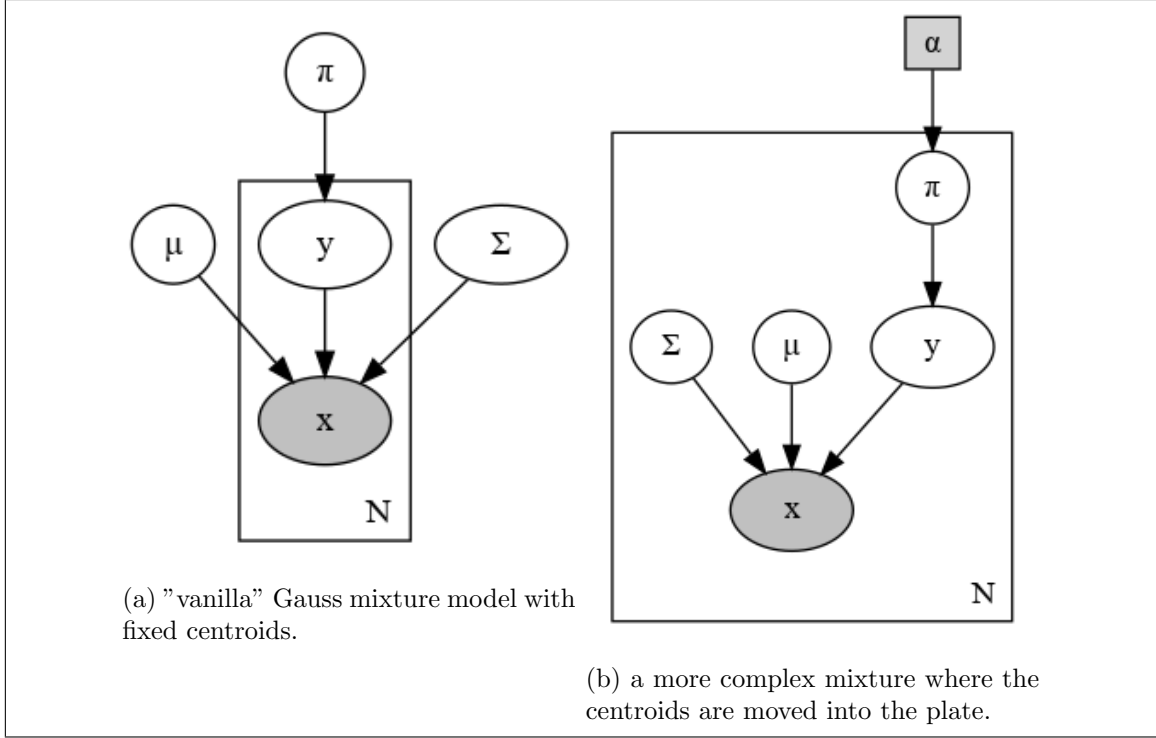 π
μ
y
Σ
x
N
(a) ”vanilla” Gauss mixture model with
fixed centroids.
α
π
Σ
μ
y
x
N
(b) a more complex mixture where the
centroids are moved into the plate.